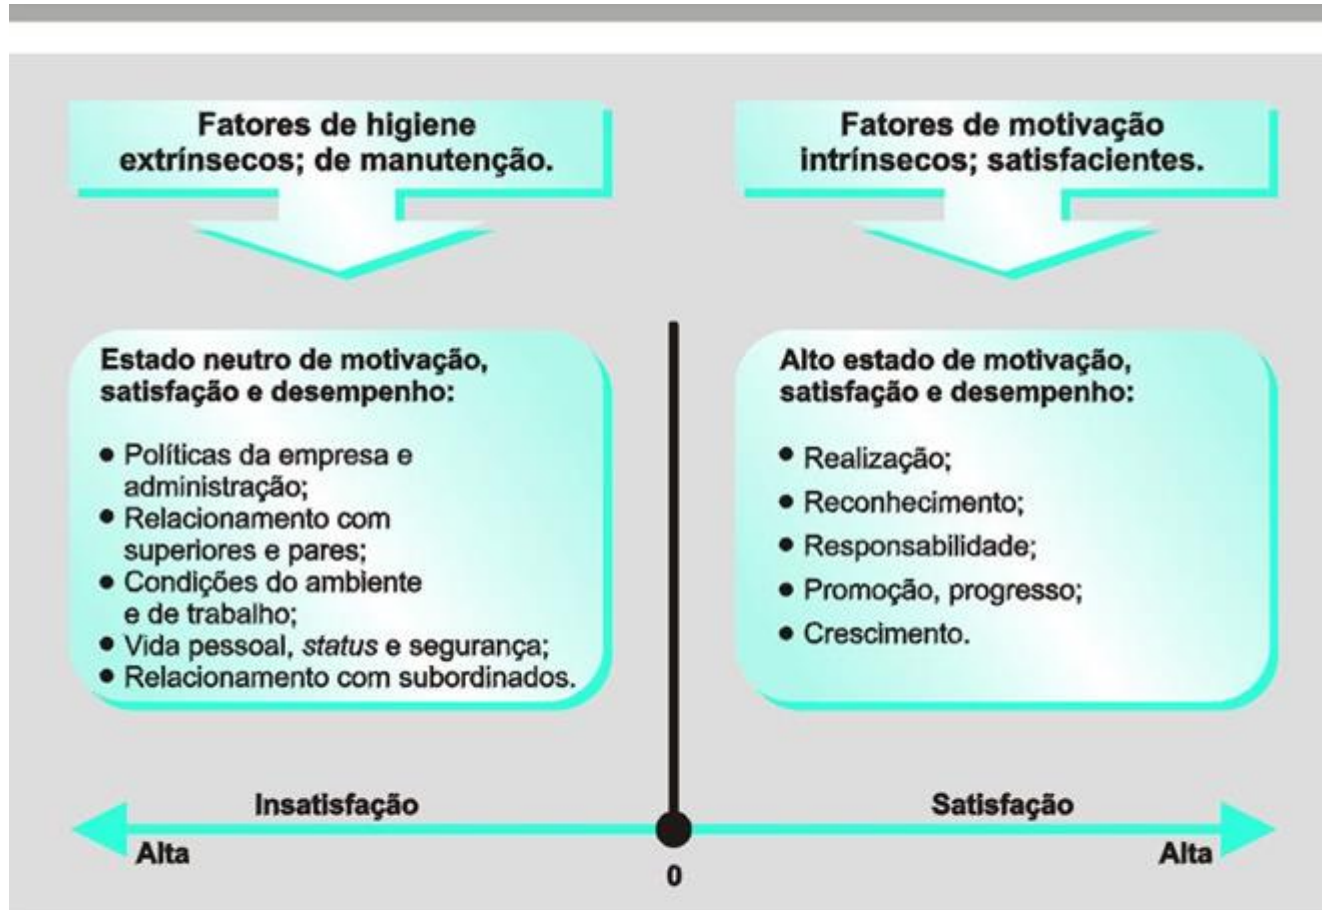 Fatores de higiene
extrínsecos; de manutenção.
Fatores de motivação
intrínsecos; satisfacientes.
Estado neutro de motivação,
satisfação e desempenho:
• Políticas da empresa e
administração;
• Relacionamento com
superiores e pares;
• Condições do ambiente
e de trabalho;
• Vida pessoal, status e segurança;
• Relacionamento com subordinados.
Alto estado de motivação,
satisfação e desempenho:
• Realização;
• Reconhecimento;
• Responsabilidade;
• Promoção, progresso;
• Crescimento.
Insatisfação
Satisfação
Alta
0
Alta